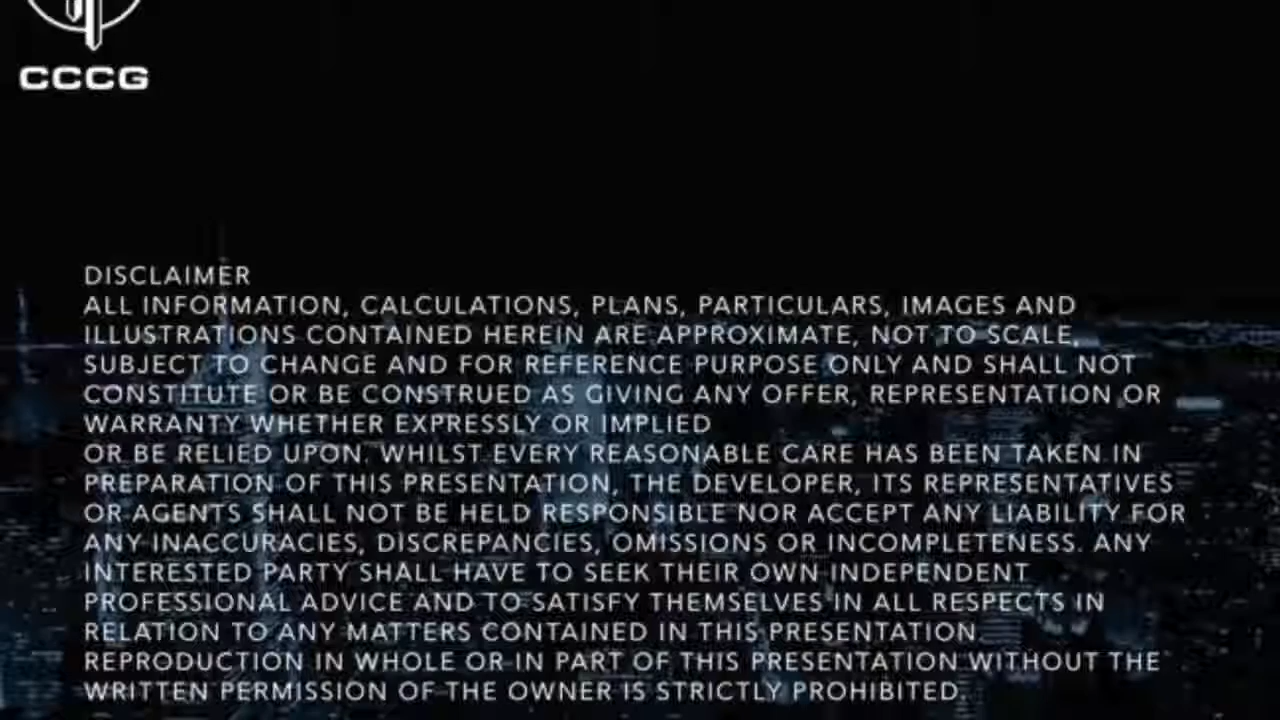 CCCG
DISCLAIMER
ALL INFORMATION, CALCULATIONS, PLANS, PARTICULARS, IMAGES AND
ILLUSTRATIONS CONTAINED HEREIN ARE APPROXIMATE, NOT TO SCALE,
SUBJECT TO CHANGE AND FOR REFERENCE PURPOSE ONLY AND SHALL NOT
CONSTITUTE OR BE CONSTRUED AS GIVING ANY OFFER, REPRESENTATION OR
WARRANTY WHETHER EXPRESSLY OR IMPLIED
OR BE RELIED UPON. WHILST EVERY REASONABLE CARE HAS BEEN TAKEN IN
PREPARATION OF THIS PRESENTATION, THE DEVELOPER, ITS REPRESENTATIVES
OR AGENTS SHALL NOT BE HELD RESPONSIBLE NOR ACCEPT ANY LIABILITY FOR
ANY INACCURACIES, DISCREPANCIES, OMISSIONS OR INCOMPLETENESS. ANY
INTERESTED PARTY SHALL HAVE TO SEEK THEIR OWN INDEPENDENT
PROFESSIONAL ADVICE AND TO SATISFY THEMSELVES IN ALL RESPECTS IN
RELATION TO ANY MATTERS CONTAINED IN THIS PRESENTATION.
REPRODUCTION IN WHOLE OR IN PART OF THIS PRESENTATION WITHOUT THE
WRITTEN PERMISSION OF THE OWNER IS STRICTLY PROHIBITED.